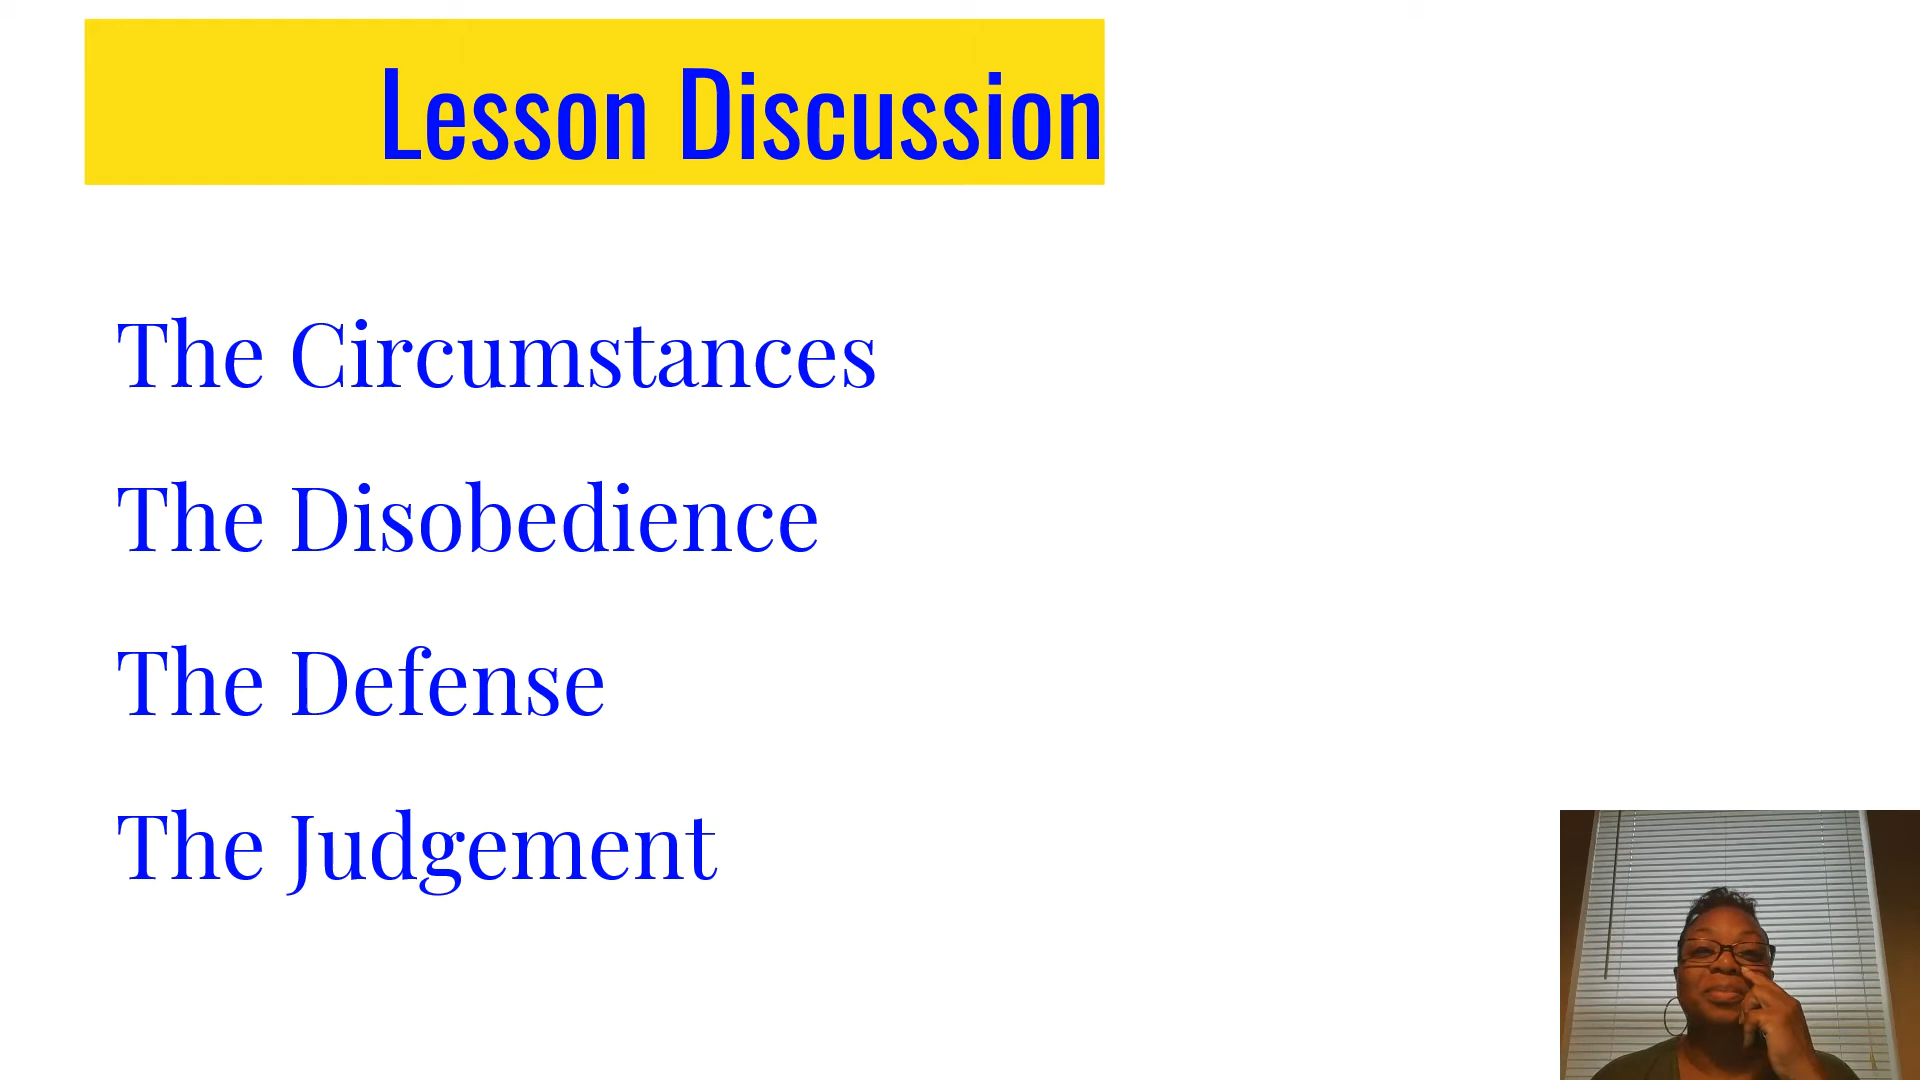 Lesson Discussion
The Circumstances
The Disobedience
The Defense
The Judgement